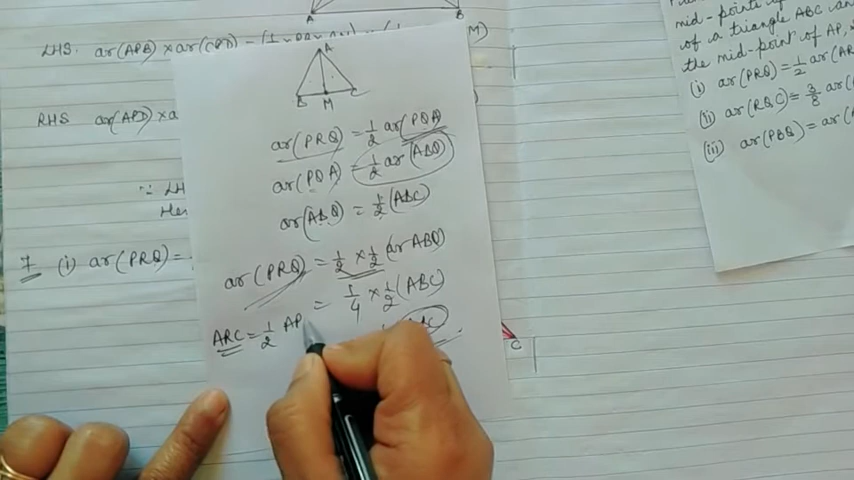 A
B
LHS: ar(APB) × ar(CPD) =
M)
RHS ar(APD) × a
∵ LH
Hen
7 (i) ar(PRQ) =
A
B M C
ar(PRQ) = 1/2 ar(PQA)
ar(PQA) = 1/2 ar(ABQ)
ar(ABQ) = 1/2 (ABC)
ar(PRQ) = 1/2 × 1/2 (ar ABQ)
= 1/4 × 1/2 (ABC)
ARC = 1/2 AP
C
mid-points of
of a triangle ABC an
the mid-point of AP,
(i) ar(PRQ) = 1/2 ar(AR
(ii) ar(RQC) = 3/8 ar(
(iii) ar(PBQ) = ar(A